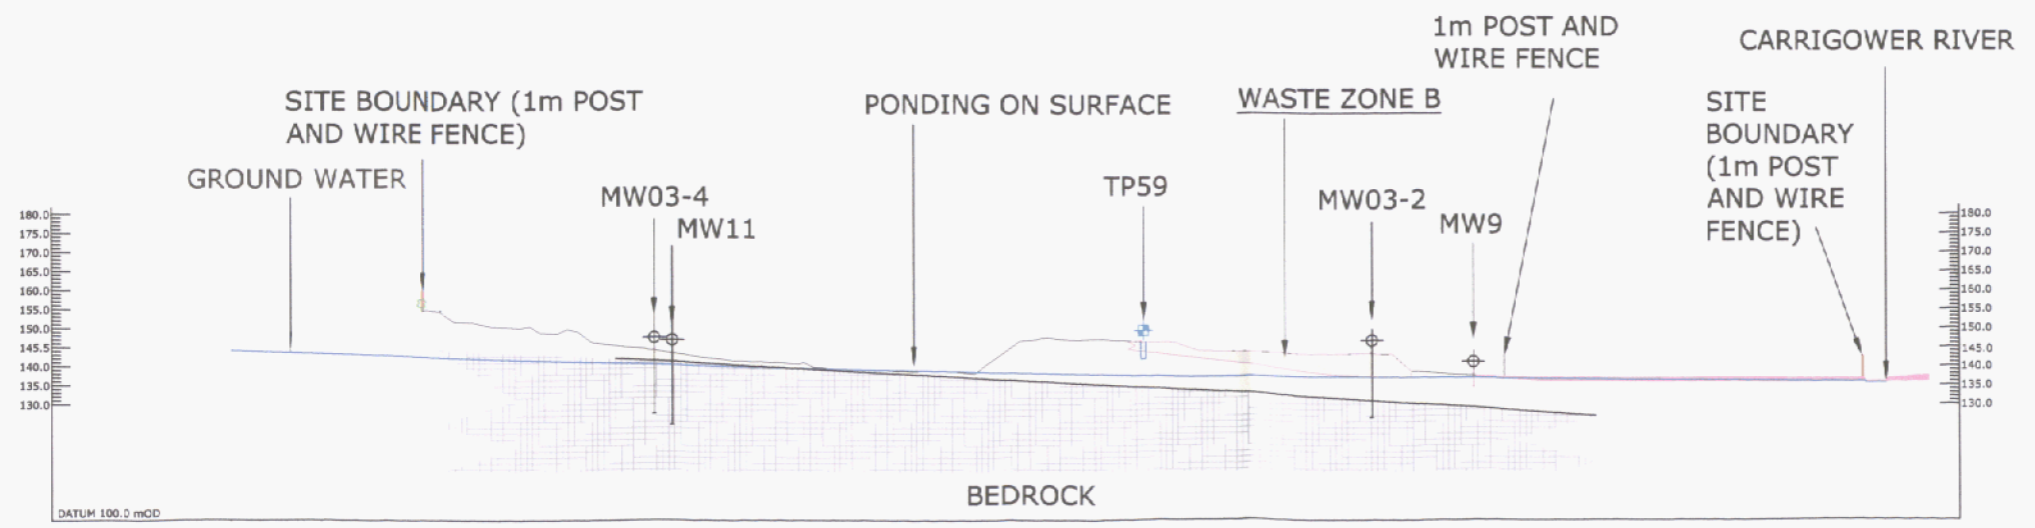 1m POST AND
WIRE FENCE
CARRIGOWER RIVER
SITE BOUNDARY (1m POST
AND WIRE FENCE)
PONDING ON SURFACE
WASTE ZONE B
SITE
BOUNDARY
(1m POST
AND WIRE
FENCE)
GROUND WATER
MW03-4
MW11
TP59
MW03-2
MW9
180.0
175.0
170.0
165.0
160.0
155.0
150.0
145.5
140.0
135.0
130.0
180.0
175.0
170.0
165.0
150.0
155.0
150.0
145.0
140.0
135.0
130.0
BEDROCK
DATUM 100.0 mOD